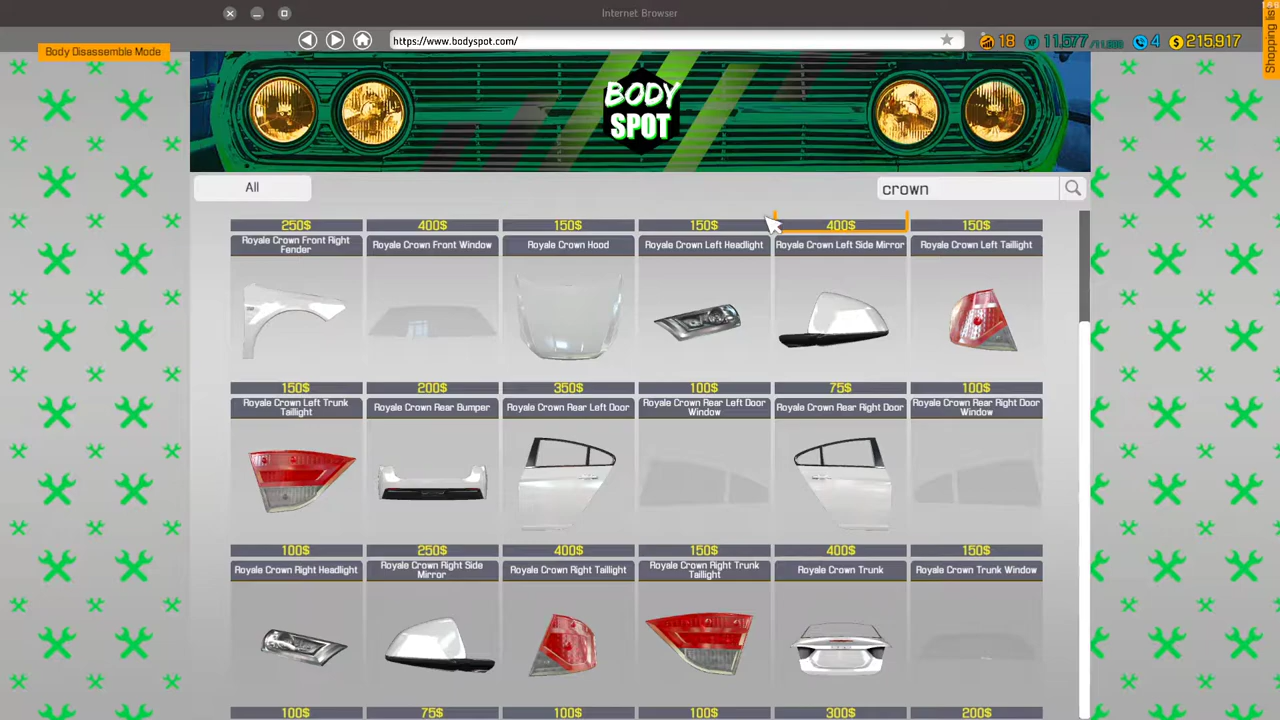 Internet Browser
Body Disassemble Mode
https://www.bodyspot.com/
18
4
215,917
Shopping list
BODY
SPOT
All
crown
250$ 400$ 150$ 150$ 400$ 150$
Royale Crown Front Right
Fender
Royale Crown Front Window
Royale Crown Hood
Royale Crown Left Headlight
Royale Crown Left Side Mirror
Royale Crown Left Taillight
150$ 200$ 350$ 100$ 75$ 100$
Royale Crown Left Trunk
Taillight
Royale Crown Rear Bumper
Royale Crown Rear Left Door
Royale Crown Rear Left Door
Window
Royale Crown Rear Right Door
Royale Crown Rear Right Door
Window
100$ 250$ 400$ 150$ 400$ 150$
Royale Crown Right Headlight
Royale Crown Right Side
Mirror
Royale Crown Right Taillight
Royale Crown Right Trunk
Taillight
Royale Crown Trunk
Royale Crown Trunk Window
100$ 75$ 100$ 100$ 300$ 200$